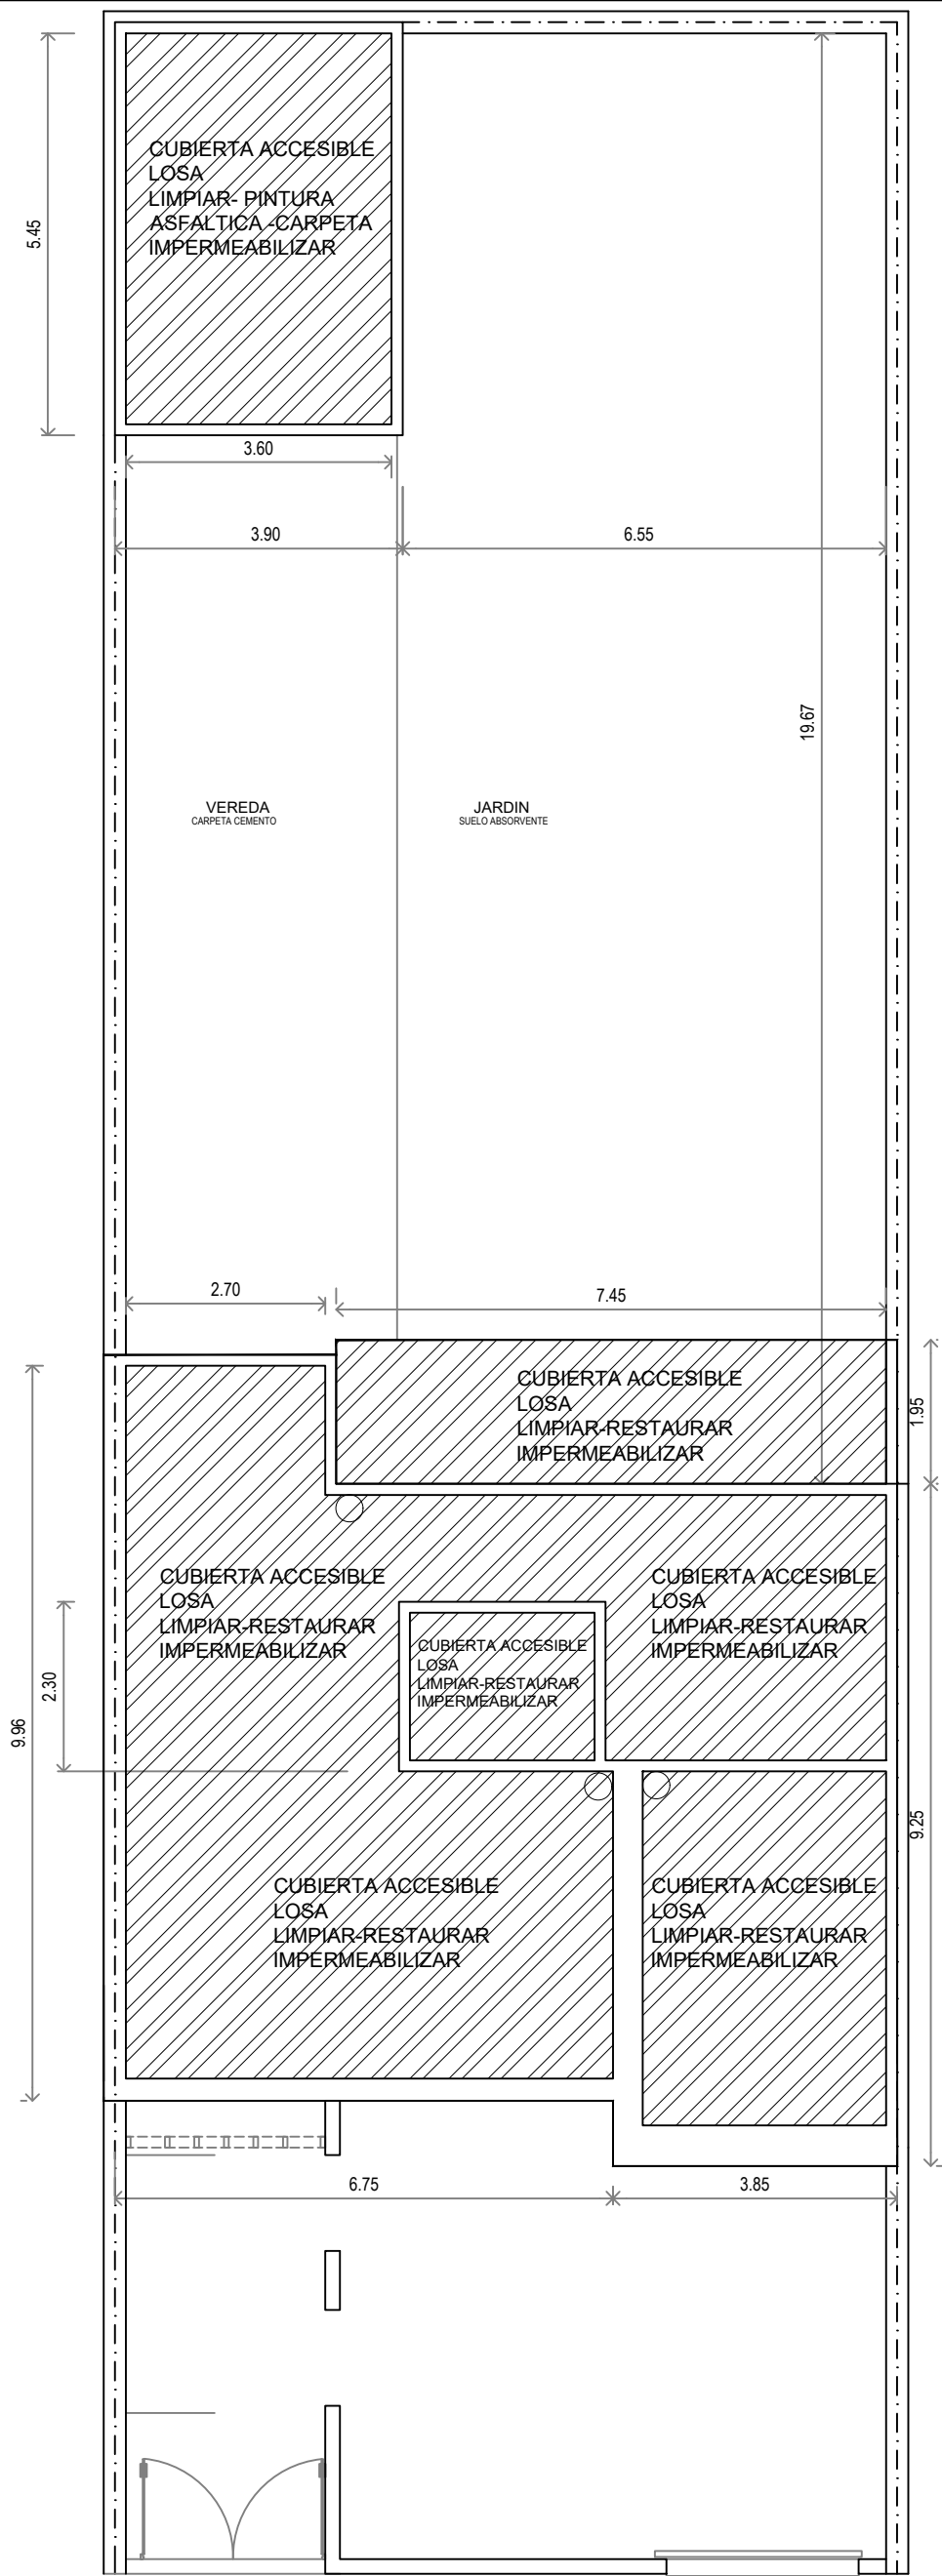 CUBIERTA ACCESIBLE
LOSA
LIMPIAR- PINTURA
ASFALTICA -CARPETA
IMPERMEABILIZAR
5.45
3.60
3.90
6.55
19.67
VEREDA
CARPETA CEMENTO
JARDIN
SUELO ABSORVENTE
2.70
7.45
CUBIERTA ACCESIBLE
LOSA
LIMPIAR-RESTAURAR
IMPERMEABILIZAR
1.95
CUBIERTA ACCESIBLE
LOSA
LIMPIAR-RESTAURAR
IMPERMEABILIZAR
CUBIERTA ACCESIBLE
LOSA
LIMPIAR-RESTAURAR
IMPERMEABILIZAR
CUBIERTA ACCESIBLE
LOSA
LIMPIAR-RESTAURAR
IMPERMEABILIZAR
2.30
9.96
9.25
CUBIERTA ACCESIBLE
LOSA
LIMPIAR-RESTAURAR
IMPERMEABILIZAR
CUBIERTA ACCESIBLE
LOSA
LIMPIAR-RESTAURAR
IMPERMEABILIZAR
6.75
3.85